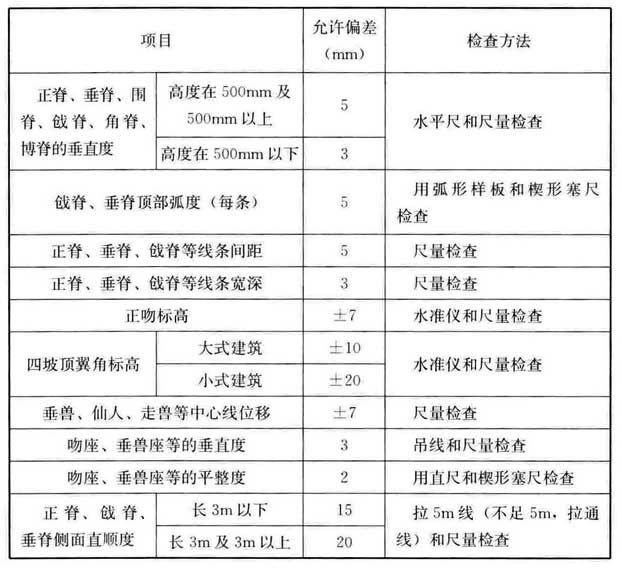 项目
允许偏差
（mm）
检查方法
正脊、垂脊、围
脊、戗脊、角脊、
博脊的垂直度
高度在 500mm 及
500mm 以上
5
水平尺和尺量检查
高度在 500mm 以下
3
戗脊、垂脊顶部弧度（每条）
5
用弧形样板和楔形塞尺
检查
正脊、垂脊、戗脊等线条间距
5
尺量检查
正脊、垂脊、戗脊等线条宽深
3
尺量检查
正吻标高
±7
水准仪和尺量检查
四坡顶翼角标高
大式建筑
±10
水准仪和尺量检查
小式建筑
±20
垂兽、仙人、走兽等中心线位移
±7
尺量检查
吻座、垂兽座等的垂直度
3
吊线和尺量检查
吻座、垂兽座等的平整度
2
用直尺和楔形塞尺检查
正脊、戗脊、
垂脊侧面直顺度
长 3m 以下
15
拉 5m 线（不足 5m，拉通
线）和尺量检查
长 3m 及 3m 以上
20